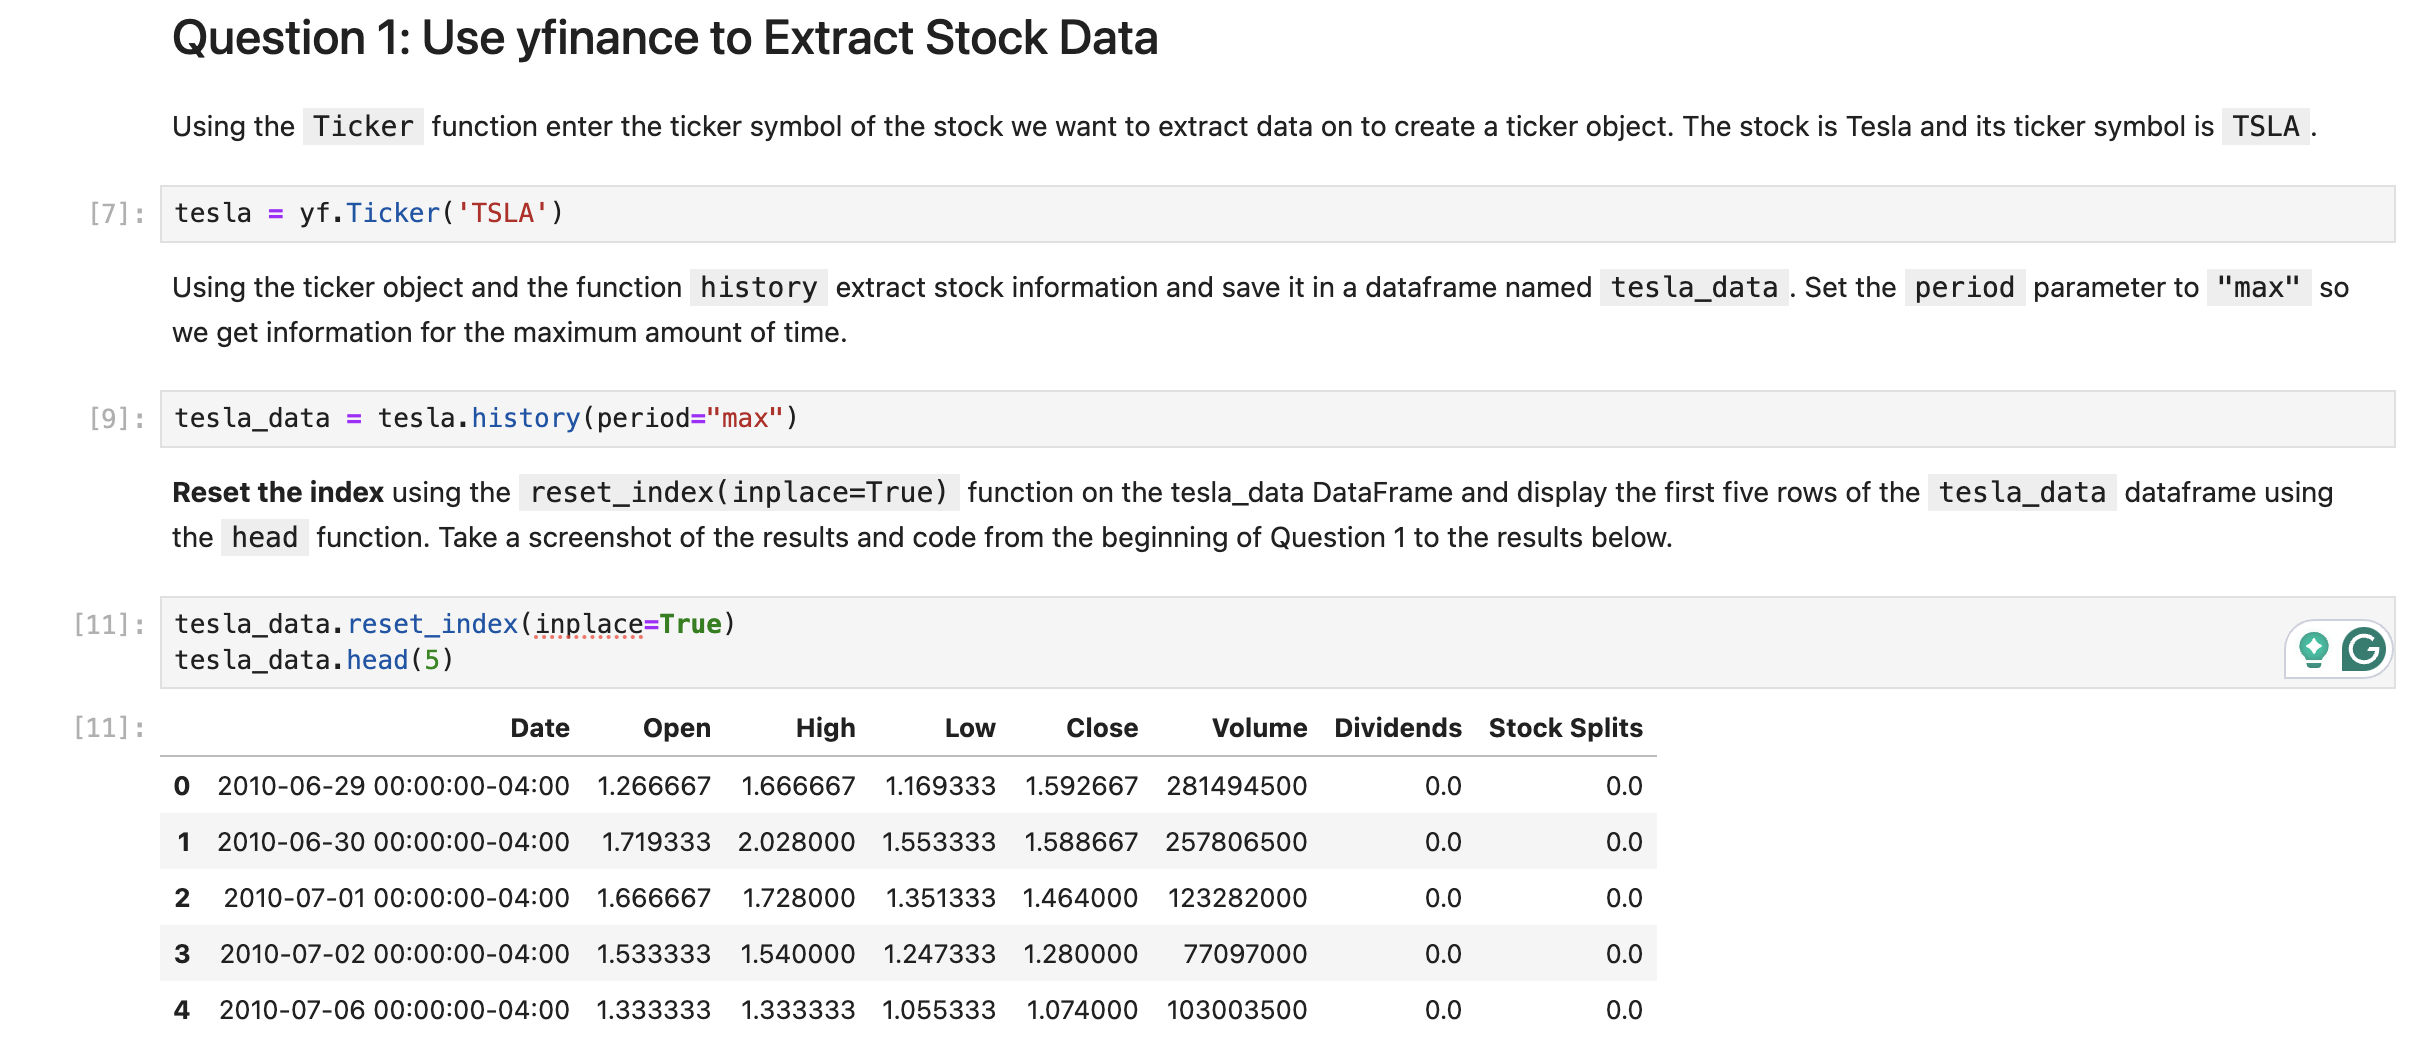 Question 1: Use yfinance to Extract Stock Data
Using the Ticker function enter the ticker symbol of the stock we want to extract data on to create a ticker object. The stock is Tesla and its ticker symbol is TSLA .
[7]: tesla = yf.Ticker('TSLA')
Using the ticker object and the function history extract stock information and save it in a dataframe named tesla_data . Set the period parameter to "max" so
we get information for the maximum amount of time.
[9]: tesla_data = tesla.history(period="max")
Reset the index using the reset_index(inplace=True) function on the tesla_data DataFrame and display the first five rows of the tesla_data dataframe using
the head function. Take a screenshot of the results and code from the beginning of Question 1 to the results below.
[11]: tesla_data.reset_index(inplace=True)
tesla_data.head(5)
[11]: Date Open High Low Close Volume Dividends Stock Splits
0 2010-06-29 00:00:00-04:00 1.266667 1.666667 1.169333 1.592667 281494500 0.0 0.0
1 2010-06-30 00:00:00-04:00 1.719333 2.028000 1.553333 1.588667 257806500 0.0 0.0
2 2010-07-01 00:00:00-04:00 1.666667 1.728000 1.351333 1.464000 123282000 0.0 0.0
3 2010-07-02 00:00:00-04:00 1.533333 1.540000 1.247333 1.280000 77097000 0.0 0.0
4 2010-07-06 00:00:00-04:00 1.333333 1.333333 1.055333 1.074000 103003500 0.0 0.0